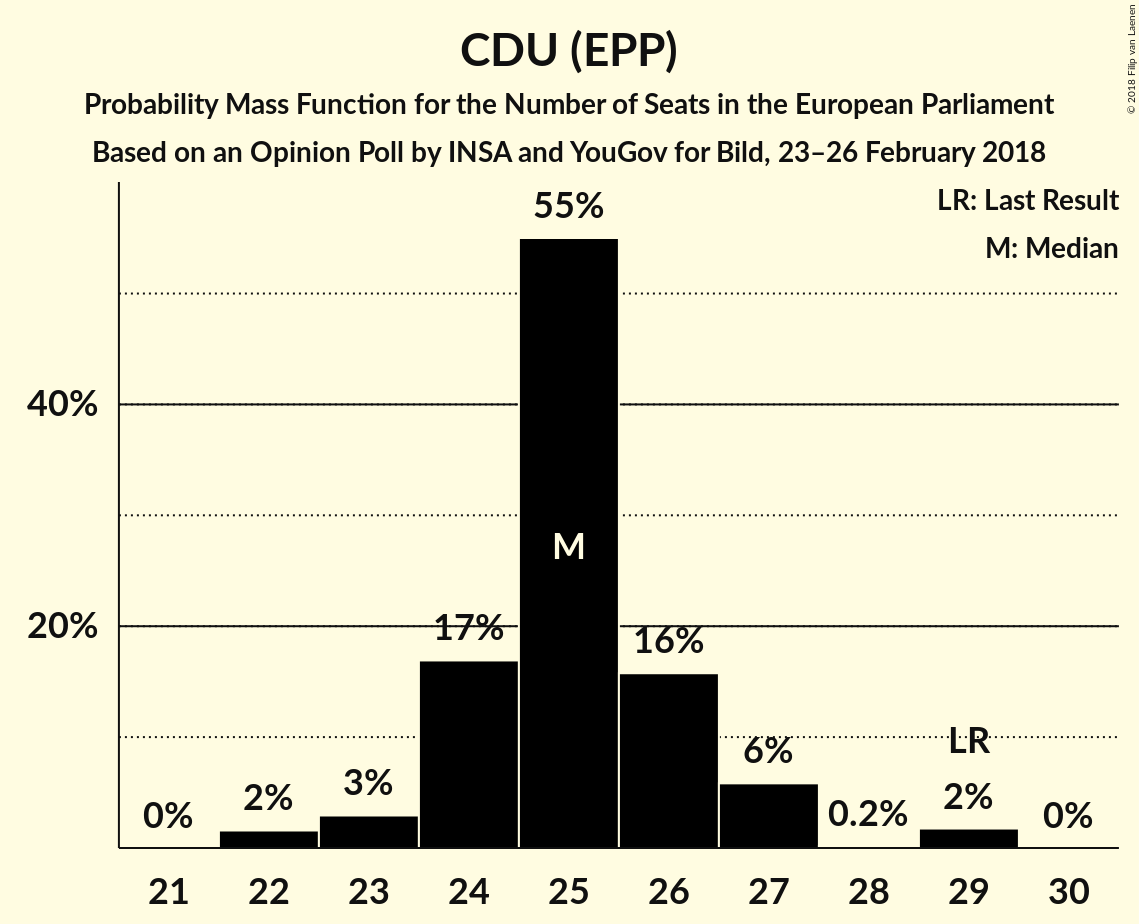 CDU (EPP)
Probability Mass Function for the Number of Seats in the European Parliament
Based on an Opinion Poll by INSA and YouGov for Bild, 23–26 February 2018
© 2018 Filip van Laenen
LR: Last Result
M: Median
55%
40%
M
20%
17%
16%
LR
6%
3%
2%
2%
0%
0.2%
0%
21 22 23 24 25 26 27 28 29 30